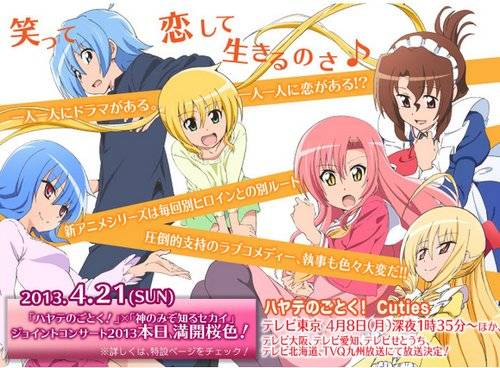 笑って 恋して 生きるのさ♪
一人一人にドラマがある。
一人一人に恋がある!?
新アニメシリーズは毎回別ヒロインとの別ルート
圧倒的支持のラブコメディー、執事も色々大変だ!!
2013. 4.21(SUN)
『ハヤテのごとく!』×『神のみぞ知るセカイ』
ジョイントコンサート2013本日、満開桜色!
※詳しくは、特設ページをチェック!
ハヤテのごとく! Cuties
テレビ東京 4月8日(月)深夜1時35分〜ほか、
テレビ大阪、テレビ愛知、テレビせとうち、
テレビ北海道、TVQ九州放送にて放送決定!